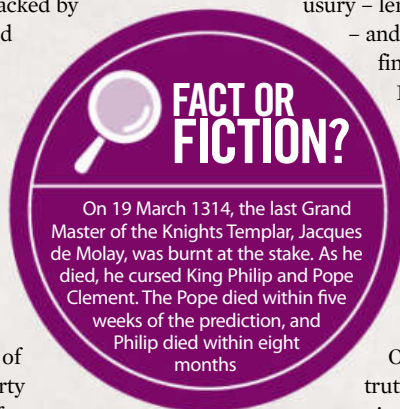 acked by
d
usury – ler
– and
fin
FACT OR
FICTION?
On 19 March 1314, the last Grand
Master of the Knights Templar, Jacques
de Molay, was burnt at the stake. As he
died, he cursed King Philip and Pope
Clement. The Pope died within five
weeks of the prediction, and
Philip died within eight
months
of
rty
O
trut